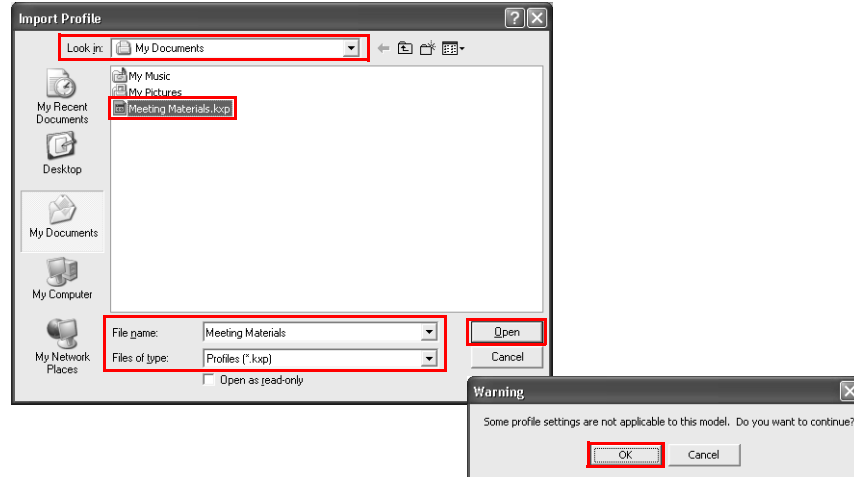 Import Profile
Look in: My Documents
My Recent
Documents
Desktop
My Documents
My Computer
My Network
Places
My Music
My Pictures
Meeting Materials.kxp
File name: Meeting Materials Open
Files of type: Profiles (*.kxp) Cancel
Open as read-only
Warning
Some profile settings are not applicable to this model. Do you want to continue?
OK Cancel